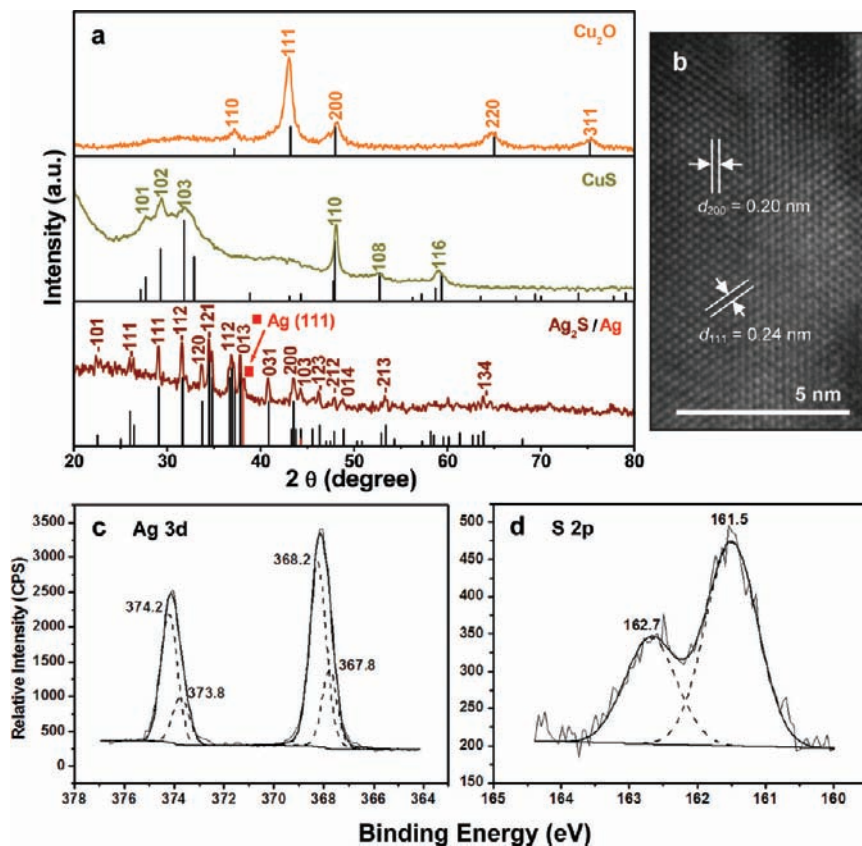 a
Cu2O
110
111
200
220
311
CuS
101
102
103
110
108
116
Ag2S / Ag
Ag (111)
-101
-111
111
-112
-120
-121
112
013
031
200
-103
-123
-212
014
-213
-134
Intensity (a.u.)
20 30 40 50 60 70 80
2 θ (degree)
b
d200 = 0.20 nm
d111 = 0.24 nm
5 nm
c Ag 3d
374.2
373.8
368.2
367.8
Relative Intensity (CPS)
3500
3000
2500
2000
1500
1000
500
0
378 376 374 372 370 368 366 364
d S 2p
162.7
161.5
500
450
400
350
300
250
200
150
165 164 163 162 161 160
Binding Energy (eV)